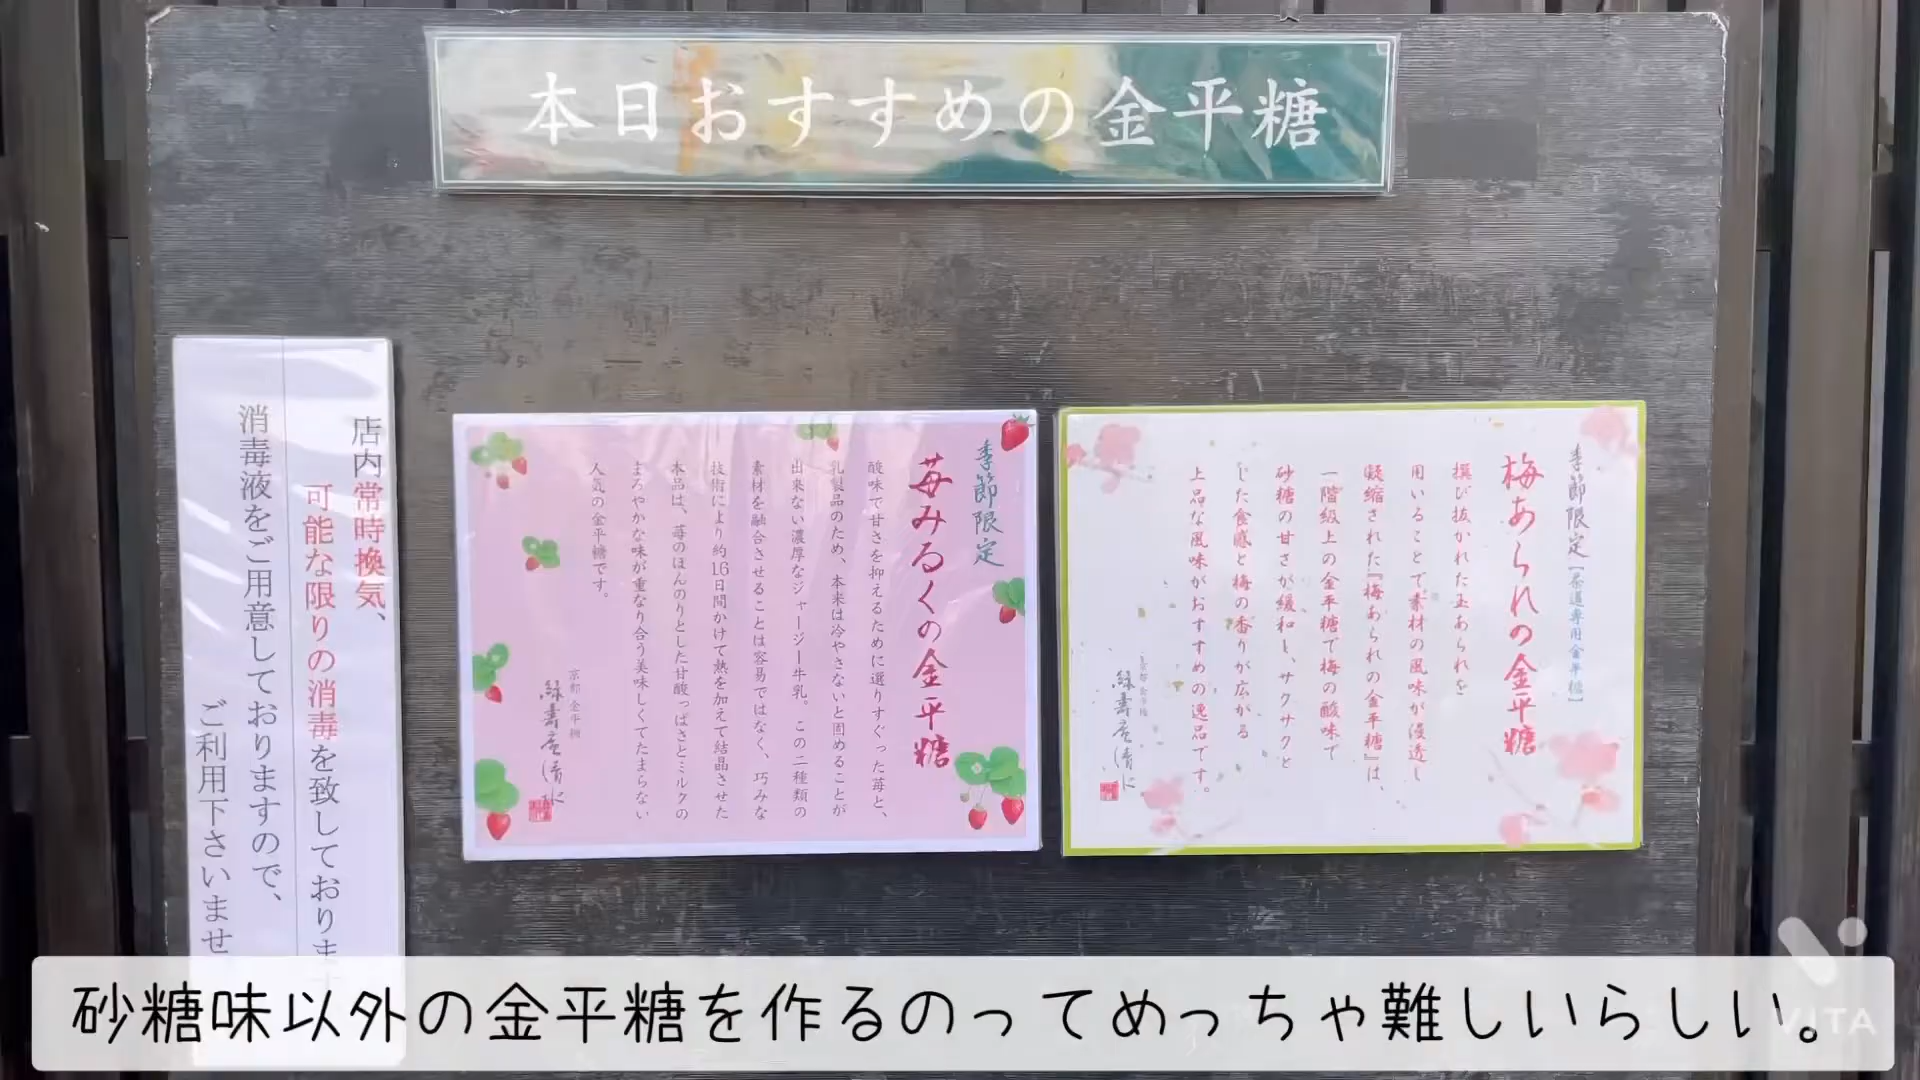 本日おすすめの金平糖
季節限定［茶道専用金平糖］
梅あられの金平糖
撰び抜かれた玉あられを
用いることで素材の風味が浸透し
凝縮された『梅あられの金平糖』は、
一階級上の金平糖で梅の酸味で
砂糖の甘さが緩和し、サクサクと
した食感と梅の香りが広がる
上品な風味がおすすめの逸品です。
京都 金平糖
緑寿庵清水
季節限定
苺みるくの金平糖
酸味で甘さを抑えるために選りすぐった苺と、
乳製品のため、本来は冷やさないと固めることが
出来ない濃厚なジャージー牛乳。この二種類の
素材を融合させることは容易ではなく、巧みな
技術により約16日間かけて熱を加えて結晶させた
本品は、苺のほんのりとした甘酸っぱさとミルクの
まろやかな味が重なり合う美味しくてたまらない
人気の金平糖です。
京都 金平糖
緑壽庵清水
店内常時換気、
可能な限りの消毒を致しております
消毒液をご用意しておりますので、
ご利用下さいませ
砂糖味以外の金平糖を作るのってめっちゃ難しいらしい。
VITA